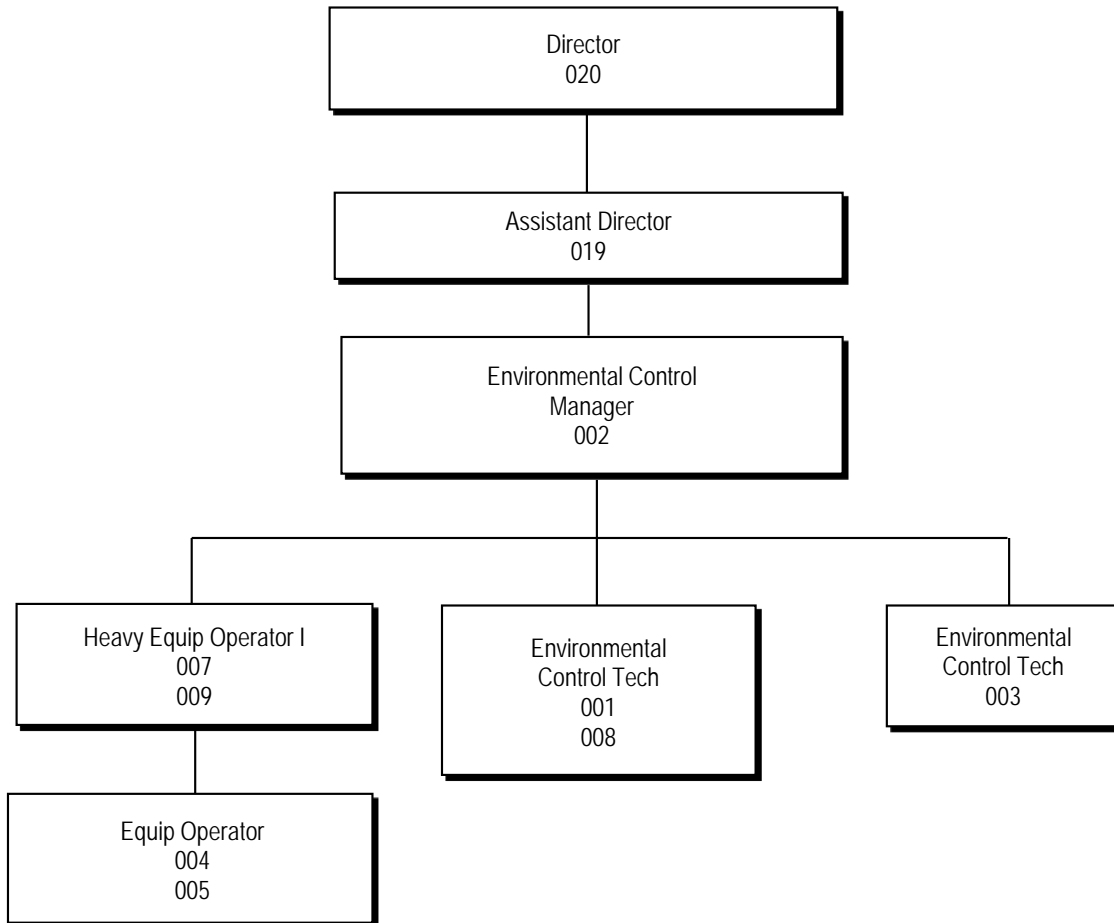 Director
020
Assistant Director
019
Environmental Control
Manager
002
Heavy Equip Operator I
007
009
Environmental
Control Tech
001
008
Environmental
Control Tech
003
Equip Operator
004
005